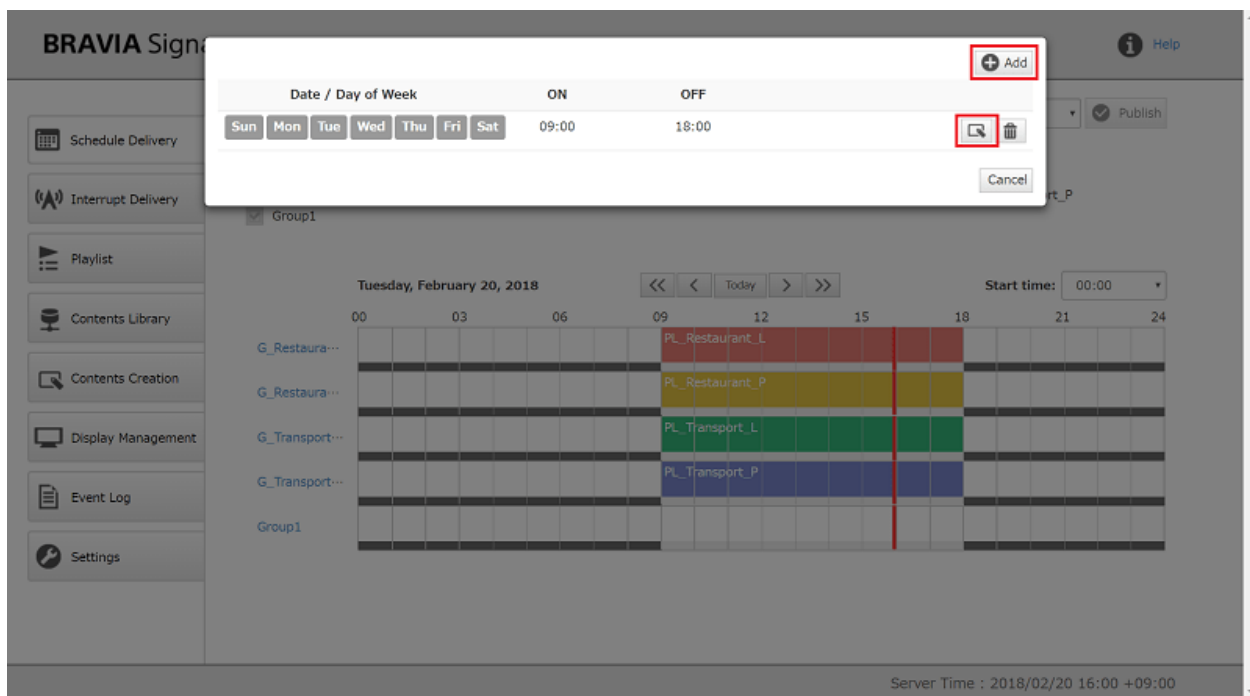 BRAVIA Signa
Help
Add
Date / Day of Week ON OFF
Sun Mon Tue Wed Thu Fri Sat 09:00 18:00
Cancel
Publish
Schedule Delivery
Interrupt Delivery
Playlist
Contents Library
Contents Creation
Display Management
Event Log
Settings
rt_P
Group1
Tuesday, February 20, 2018 << < Today > >> Start time: 00:00
00 03 06 09 12 15 18 21 24
G_Restaura··· PL_Restaurant_L
G_Restaura··· PL_Restaurant_P
G_Transport··· PL_Transport_L
G_Transport··· PL_Transport_P
Group1
Server Time : 2018/02/20 16:00 +09:00